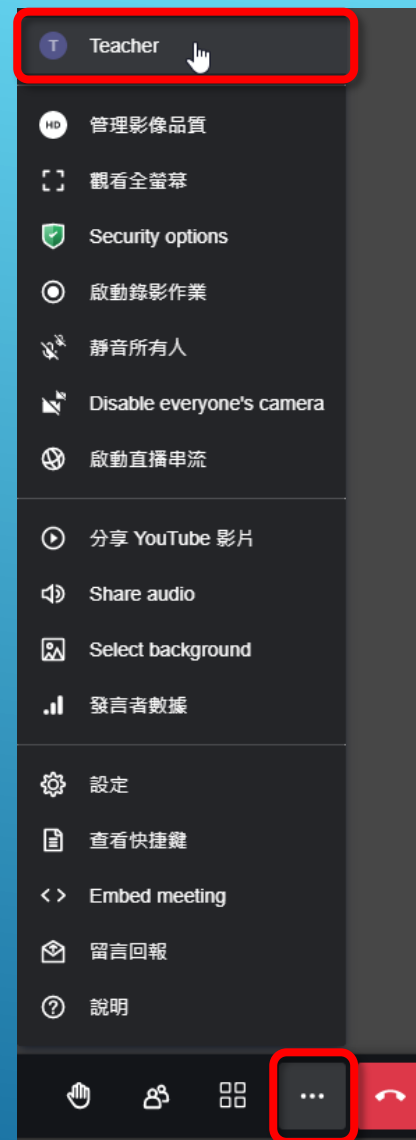 T Teacher
HD 管理影像品質
觀看全螢幕
Security options
啟動錄影作業
靜音所有人
Disable everyone's camera
啟動直播串流
分享 YouTube 影片
Share audio
Select background
發言者數據
設定
查看快捷鍵
Embed meeting
留言回報
說明